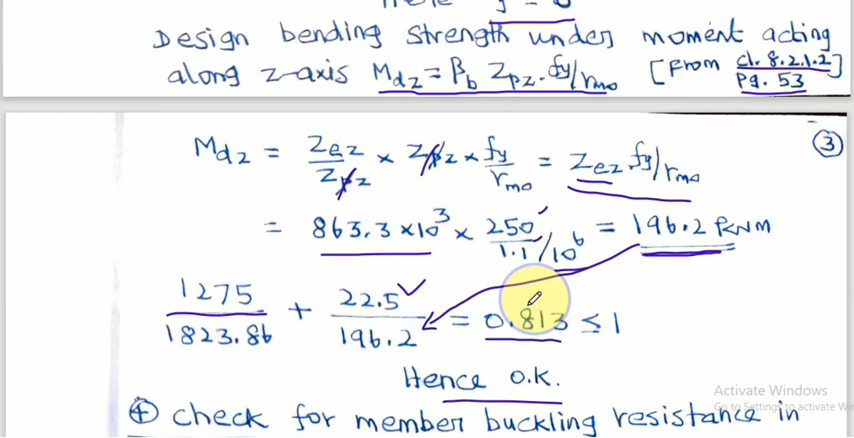 Design bending strength under moment acting
along z-axis Mdz = βb Zpz. fy/γmo [From cl. 8.2.1.2]
Pg. 53
③
Mdz = Zez/Zpz × Zpz × fy/γmo = Zez fy/γmo
= 863.3 × 10³ × 250/1.1 / 10⁶ = 196.2 kNM
1275/1823.86 + 22.5/196.2 = 0.813 ≤ 1
Hence O.K.
Activate Windows
Go to Settings to activate Win
④ check for member buckling resistance in